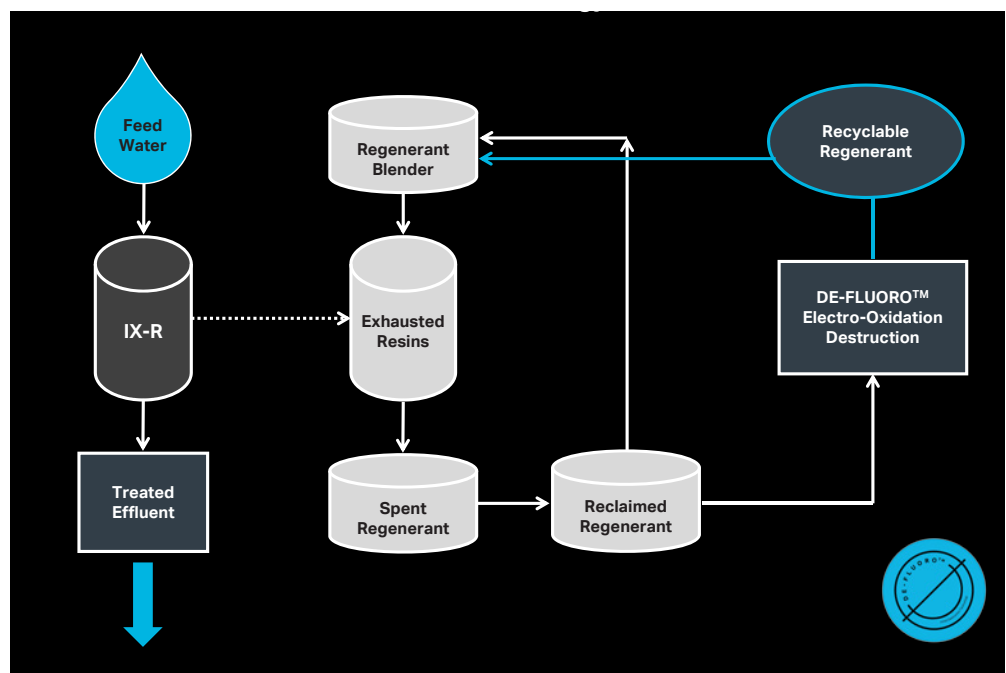 Feed
Water
Regenerant
Blender
Recyclable
Regenerant
IX-R
Exhausted
Resins
DE-FLUORO™
Electro-Oxidation
Destruction
Treated
Effluent
Spent
Regenerant
Reclaimed
Regenerant
DE-FLUORO™